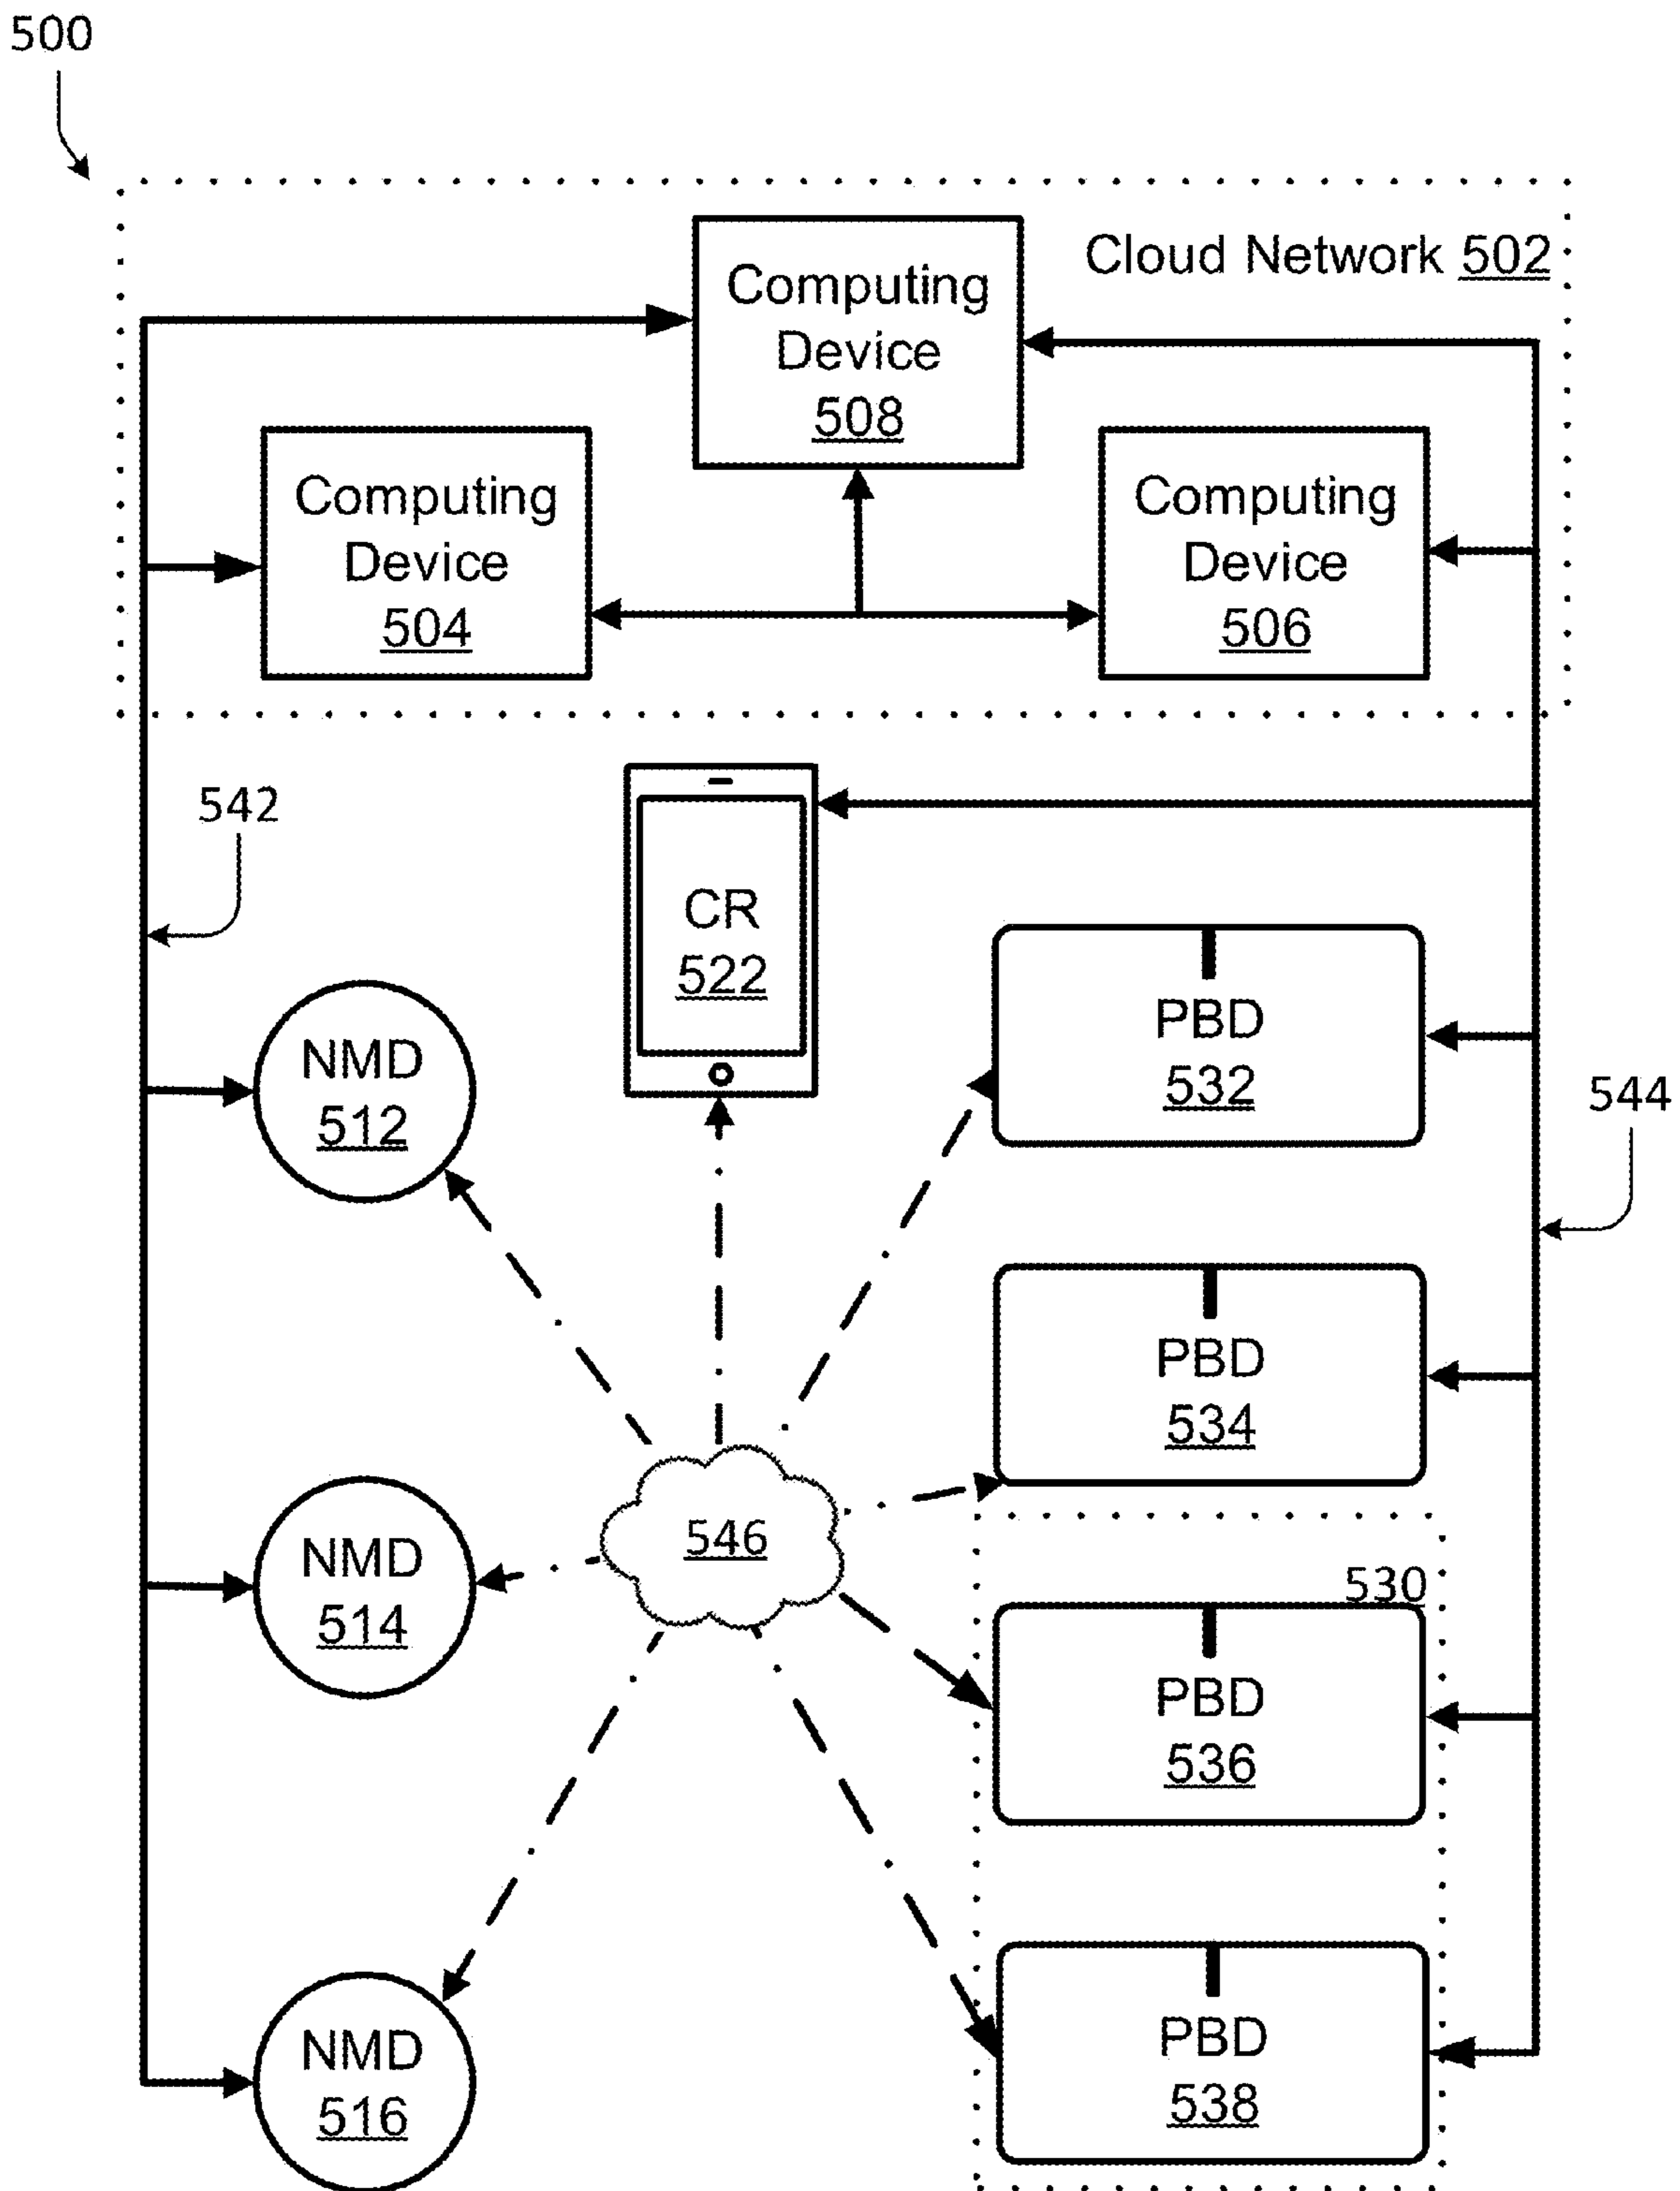 500
Cloud Network 502
Computing
Device
508
Computing
Device
504
Computing
Device
506
542
CR
522
NMD
512
PBD
532
544
PBD
534
NMD
514
546
530
PBD
536
NMD
516
PBD
538